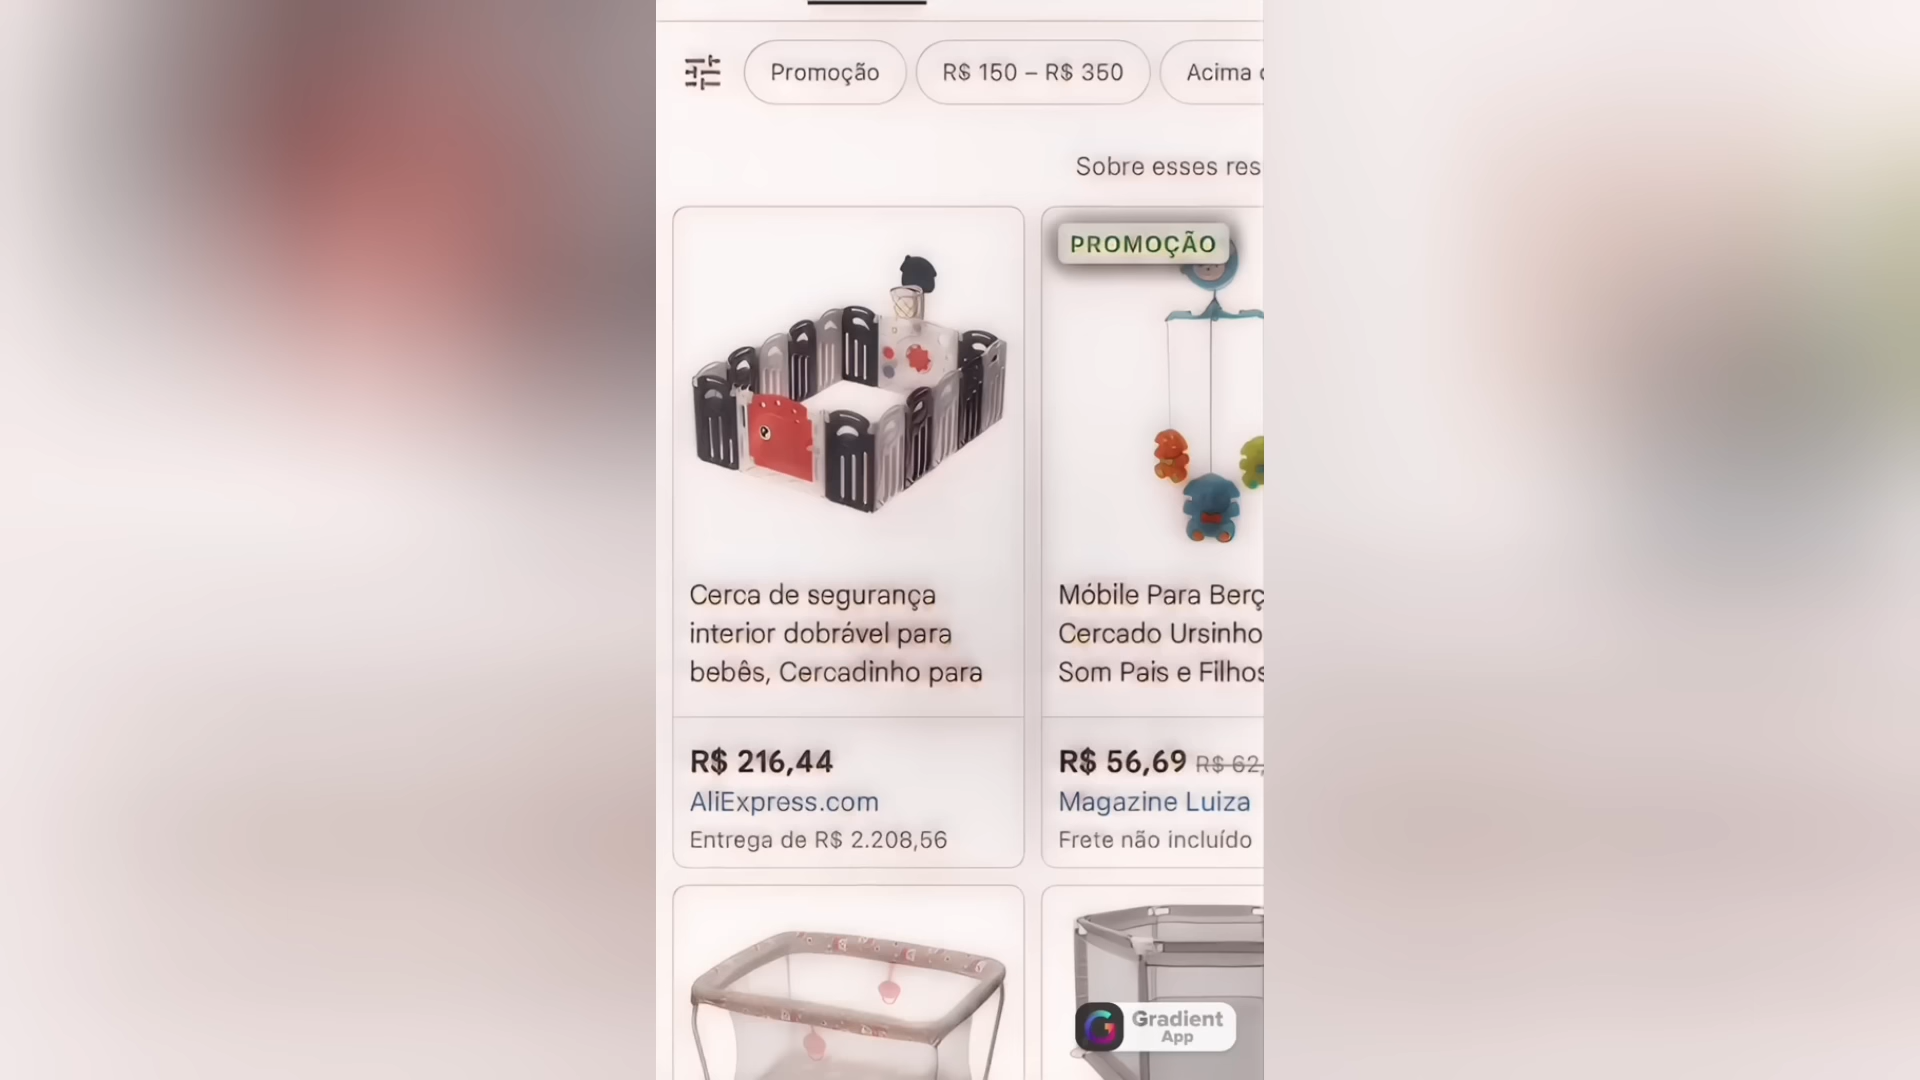 Promoção
R$ 150 – R$ 350
Acima
Sobre esses res
PROMOÇÃO
Cerca de segurança
interior dobrável para
bebês, Cercadinho para
R$ 216,44
AliExpress.com
Entrega de R$ 2.208,56
Móbile Para Berç
Cercado Ursinho
Som Pais e Filhos
R$ 56,69 R$ 62,
Magazine Luiza
Frete não incluído
Gradient
App